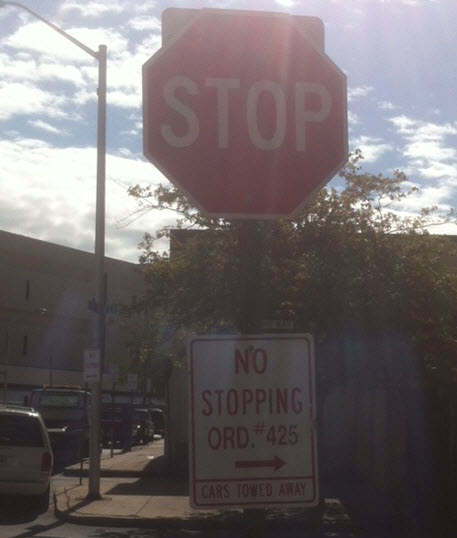 STOP
NO
STOPPING
ORD.#425
CARS TOWED AWAY